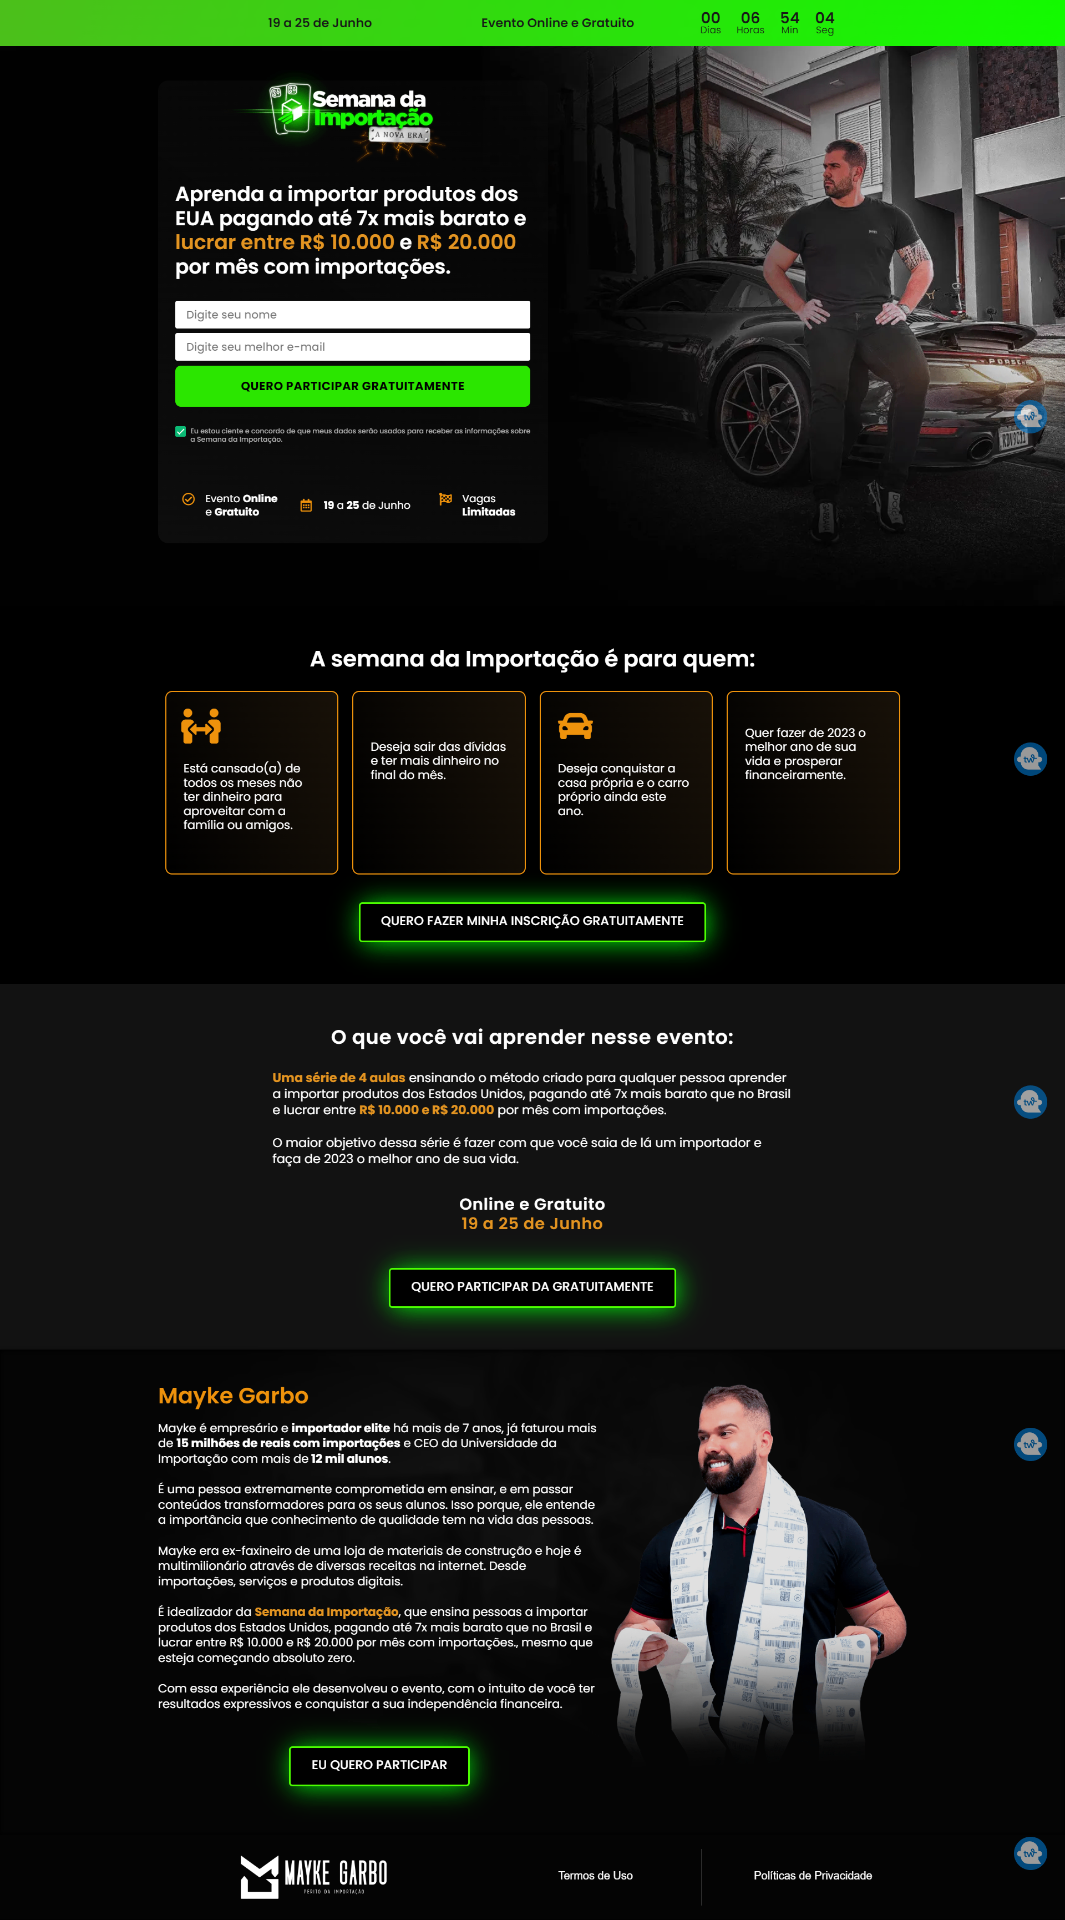 19 a 25 de Junho
Evento Online e Gratuito
00 06 54 04
Dias Horas Min Seg
Semana da
Importação
A NOVA ERA
Aprenda a importar produtos dos
EUA pagando até 7x mais barato e
lucrar entre R$ 10.000 e R$ 20.000
por mês com importações.
Digite seu nome
Digite seu melhor e-mail
QUERO PARTICIPAR GRATUITAMENTE
Eu estou ciente e concordo de que meus dados serão usados para receber as informações sobre
a Semana da Importação.
Evento Online
e Gratuito
19 a 25 de Junho
Vagas
Limitadas
A semana da Importação é para quem:
Está cansado(a) de
todos os meses não
ter dinheiro para
aproveitar com a
família ou amigos.
Deseja sair das dívidas
e ter mais dinheiro no
final do mês.
Deseja conquistar a
casa própria e o carro
próprio ainda este
ano.
Quer fazer de 2023 o
melhor ano de sua
vida e prosperar
financeiramente.
QUERO FAZER MINHA INSCRIÇÃO GRATUITAMENTE
O que você vai aprender nesse evento:
Uma série de 4 aulas ensinando o método criado para qualquer pessoa aprender
a importar produtos dos Estados Unidos, pagando até 7x mais barato que no Brasil
e lucrar entre R$ 10.000 e R$ 20.000 por mês com importações.
O maior objetivo dessa série é fazer com que você saia de lá um importador e
faça de 2023 o melhor ano de sua vida.
Online e Gratuito
19 a 25 de Junho
QUERO PARTICIPAR DA GRATUITAMENTE
Mayke Garbo
Mayke é empresário e importador elite há mais de 7 anos, já faturou mais
de 15 milhões de reais com importações e CEO da Universidade da
Importação com mais de 12 mil alunos.
É uma pessoa extremamente comprometida em ensinar, e em passar
conteúdos transformadores para os seus alunos. Isso porque, ele entende
a importância que conhecimento de qualidade tem na vida das pessoas.
Mayke era ex-faxineiro de uma loja de materiais de construção e hoje é
multimilionário através de diversas receitas na internet. Desde
importações, serviços e produtos digitais.
É idealizador da Semana da Importação, que ensina pessoas a importar
produtos dos Estados Unidos, pagando até 7x mais barato que no Brasil e
lucrar entre R$ 10.000 e R$ 20.000 por mês com importações., mesmo que
esteja começando absoluto zero.
Com essa experiência ele desenvolveu o evento, com o intuito de você ter
resultados expressivos e conquistar a sua independência financeira.
EU QUERO PARTICIPAR
MAYKE GARBO
PERITO DA IMPORTAÇÃO
Termos de Uso
Políticas de Privacidade